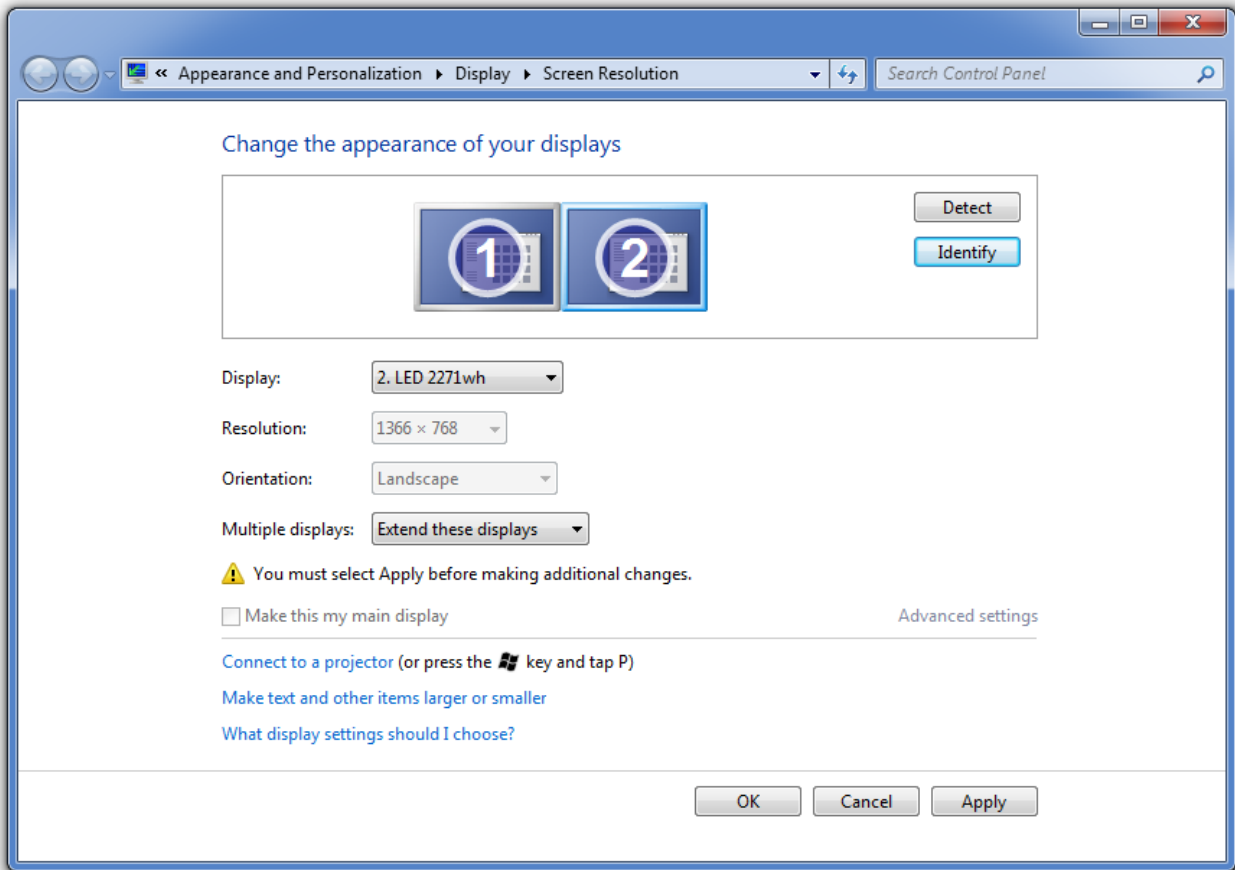 « Appearance and Personalization ▸ Display ▸ Screen Resolution
Search Control Panel
Change the appearance of your displays
1
2
Detect
Identify
Display: 2. LED 2271wh
Resolution: 1366 × 768
Orientation: Landscape
Multiple displays: Extend these displays
You must select Apply before making additional changes.
Make this my main display
Advanced settings
Connect to a projector (or press the key and tap P)
Make text and other items larger or smaller
What display settings should I choose?
OK
Cancel
Apply